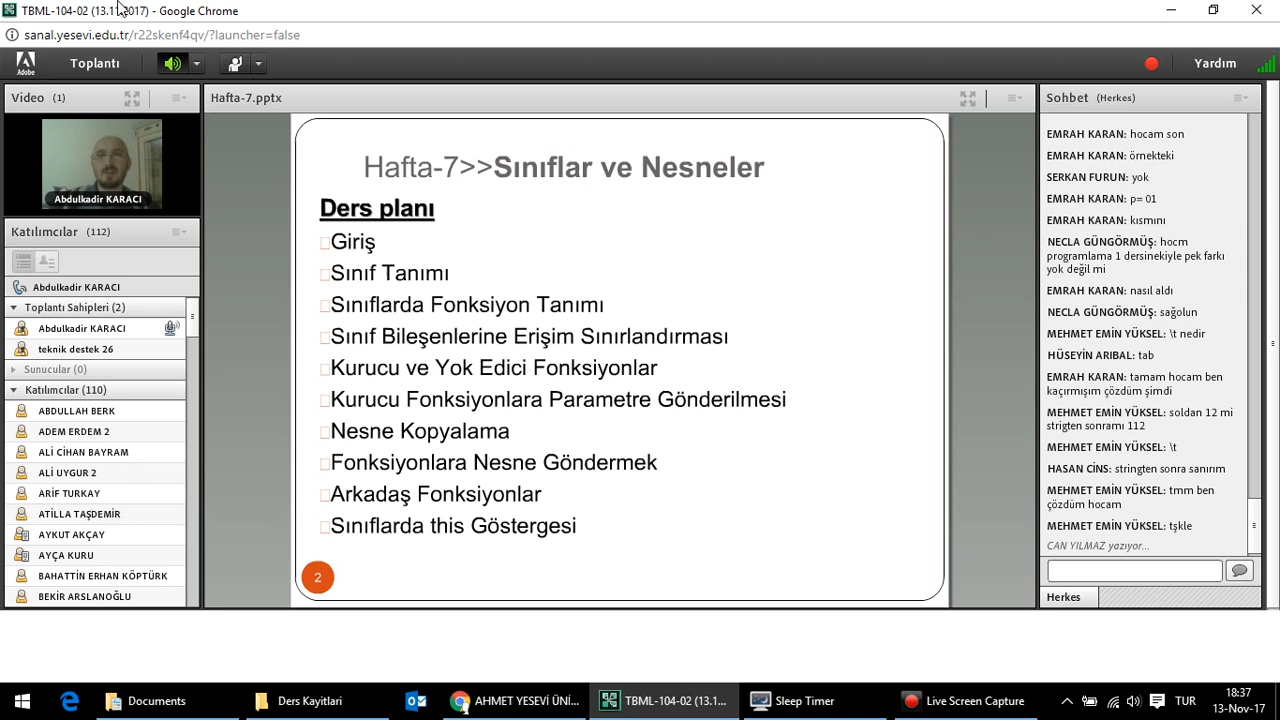 TBML-104-02 (13.11.2017) - Google Chrome
sanal.yesevi.edu.tr/r22skenf4qv/?launcher=false
Adobe
Toplantı
Yardım
Video (1)
Abdulkadir KARACI
Katılımcılar (112)
Abdulkadir KARACI
Toplantı Sahipleri (2)
Abdulkadir KARACI
teknik destek 26
Sunucular (0)
Katılımcılar (110)
ABDULLAH BERK
ADEM ERDEM 2
ALİ CİHAN BAYRAM
ALİ UYGUR 2
ARİF TURKAY
ATİLLA TAŞDEMİR
AYKUT AKÇAY
AYÇA KURU
BAHATTİN ERHAN KÖPTÜRK
BEKİR ARSLANOĞLU
Hafta-7.pptx
Hafta-7>>Sınıflar ve Nesneler
Ders planı
Giriş
Sınıf Tanımı
Sınıflarda Fonksiyon Tanımı
Sınıf Bileşenlerine Erişim Sınırlandırması
Kurucu ve Yok Edici Fonksiyonlar
Kurucu Fonksiyonlara Parametre Gönderilmesi
Nesne Kopyalama
Fonksiyonlara Nesne Göndermek
Arkadaş Fonksiyonlar
Sınıflarda this Göstergesi
2
Sohbet (Herkes)
EMRAH KARAN: hocam son
EMRAH KARAN: örnekteki
SERKAN FURUN: yok
EMRAH KARAN: p= 01
EMRAH KARAN: kısmını
NECLA GÜNGÖRMÜŞ: hocm
programlama 1 dersinekiyle pek farkı
yok değil mi
EMRAH KARAN: nasıl aldı
NECLA GÜNGÖRMÜŞ: sağolun
MEHMET EMİN YÜKSEL: \t nedir
HÜSEYİN ARIBAL: tab
EMRAH KARAN: tamam hocam ben
kaçırmışım çözdüm şimdi
MEHMET EMİN YÜKSEL: soldan 12 mi
strigten sonramı 112
MEHMET EMİN YÜKSEL: \t
HASAN CİNS: stringten sonra sanırım
MEHMET EMİN YÜKSEL: tmm ben
çözdüm hocam
MEHMET EMİN YÜKSEL: tşkle
CAN YILMAZ yazıyor...
Herkes
Documents
Ders Kayitlari
AHMET YESEVİ ÜNİ...
TBML-104-02 (13.1...
Sleep Timer
Live Screen Capture
TUR
18:37
13-Nov-17